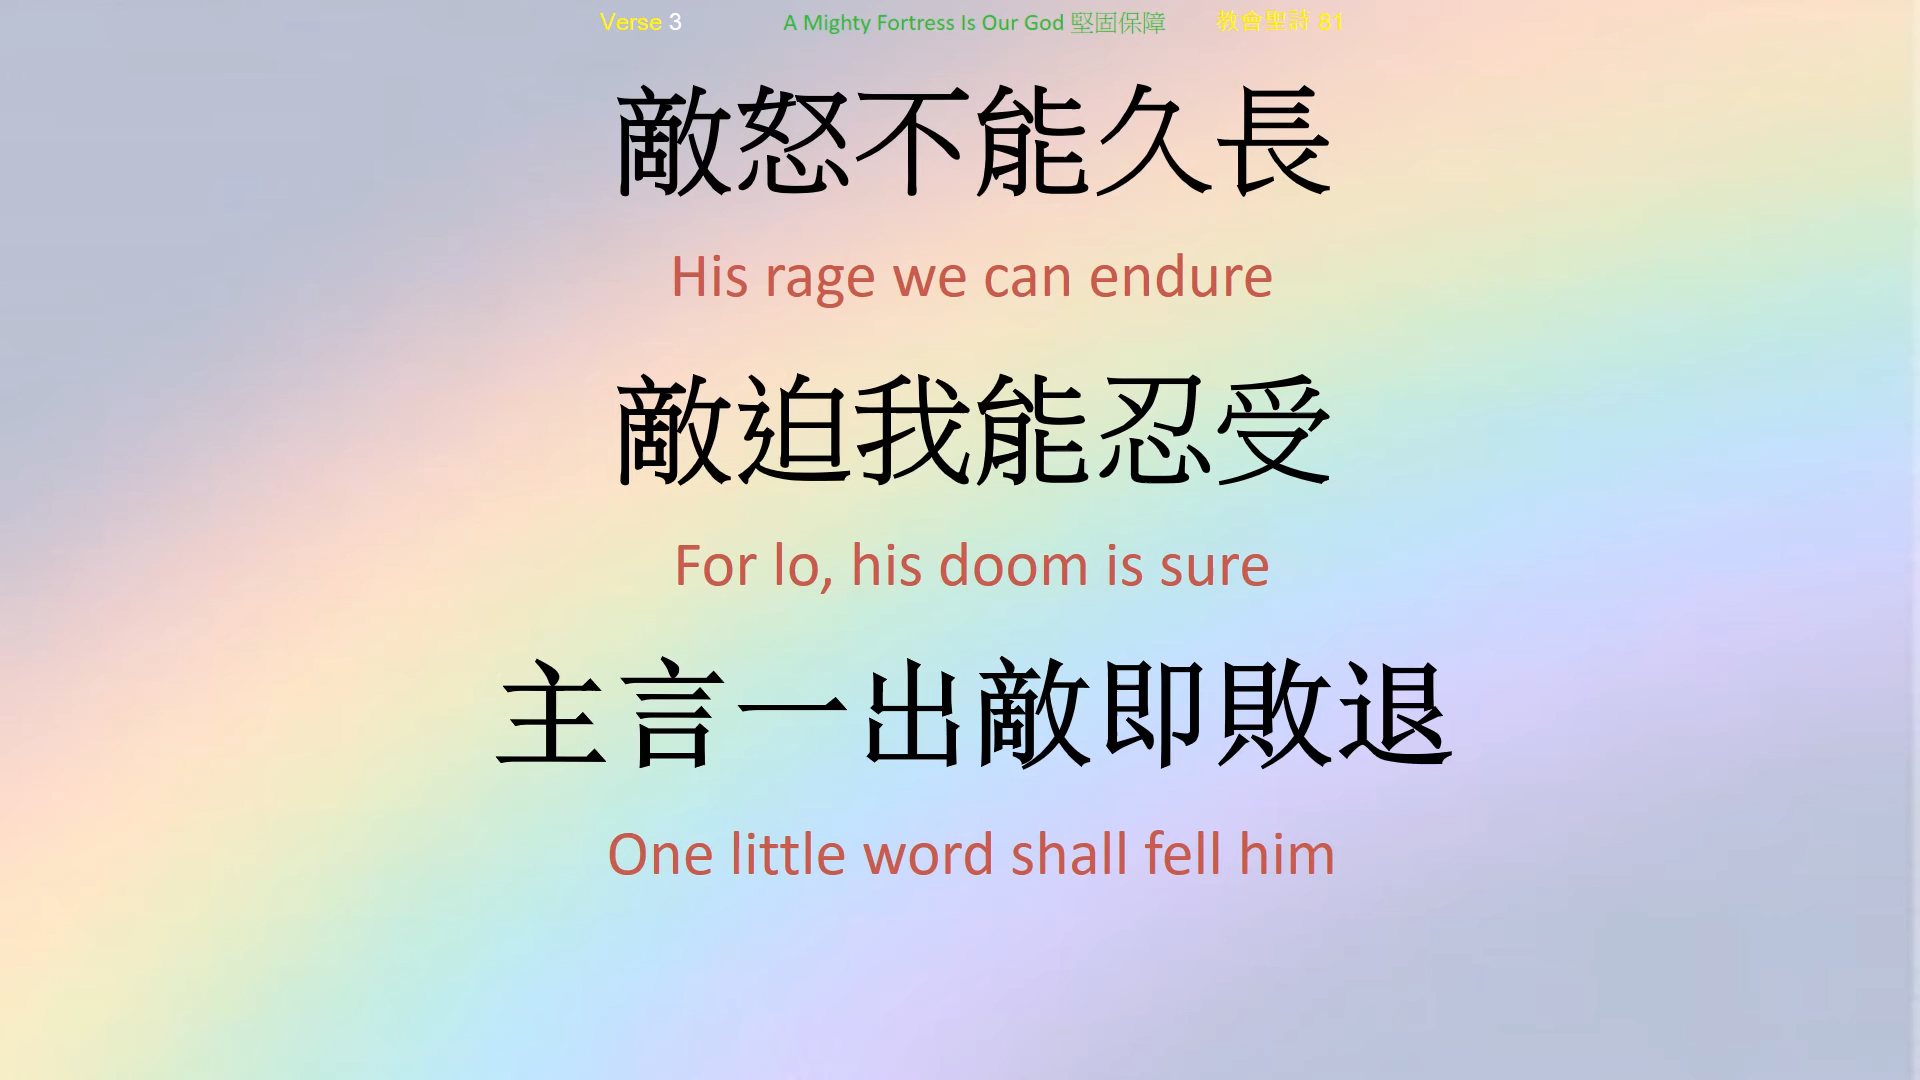 Verse 3 A Mighty Fortress Is Our God 堅固保障 教會聖詩 81
敵怒不能久長
His rage we can endure
敵迫我能忍受
For lo, his doom is sure
主言一出敵即敗退
One little word shall fell him